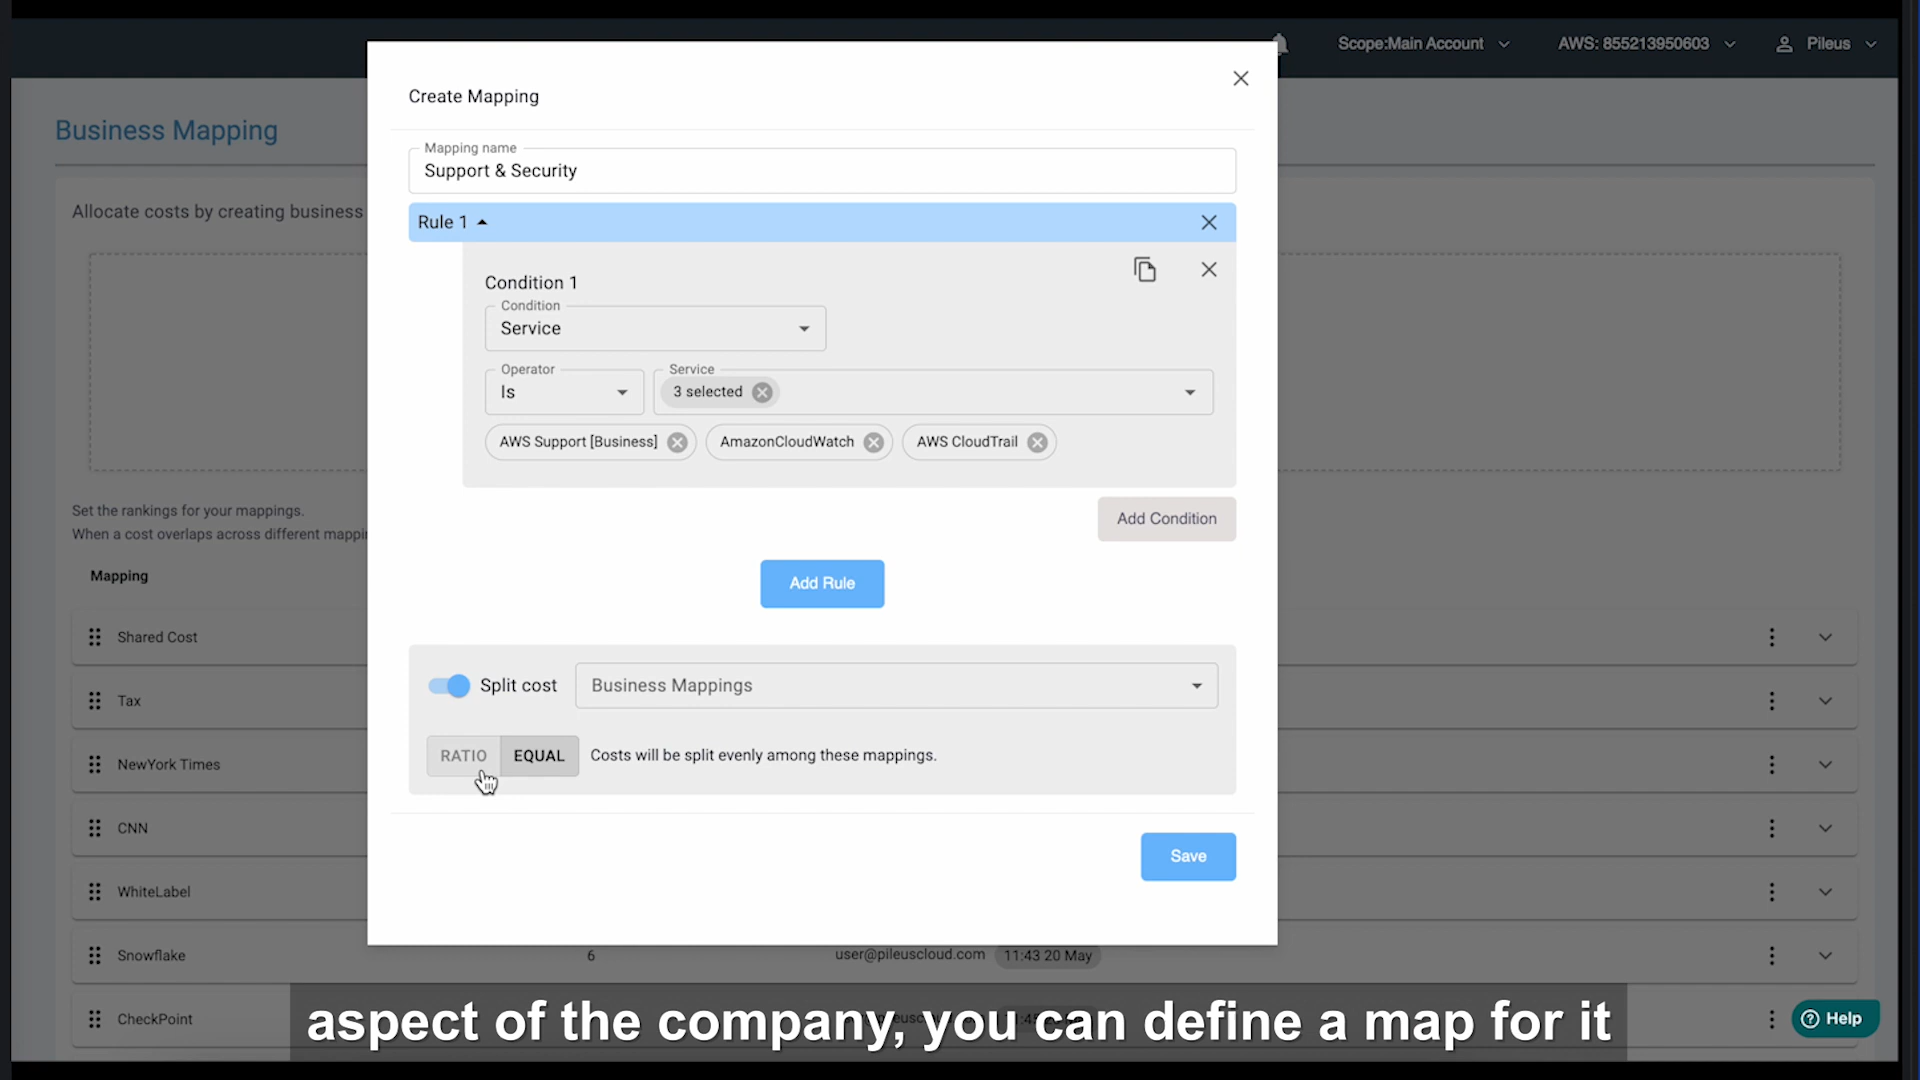 Scope:Main Account
AWS: 855213950603
Pileus
Business Mapping
Allocate costs by creating business
Create Mapping
Mapping name
Support & Security
Rule 1
Condition 1
Condition
Service
Operator
Is
Service
3 selected
AWS Support [Business]
AmazonCloudWatch
AWS CloudTrail
Add Condition
Add Rule
Set the rankings for your mappings.
When a cost overlaps across different mappi
Mapping
Shared Cost
Tax
NewYork Times
CNN
WhiteLabel
Split cost
Business Mappings
RATIO
EQUAL
Costs will be split evenly among these mappings.
Save
Snowflake
6
user@pileuscloud.com
11:43 20 May
CheckPoint
Help
aspect of the company, you can define a map for it